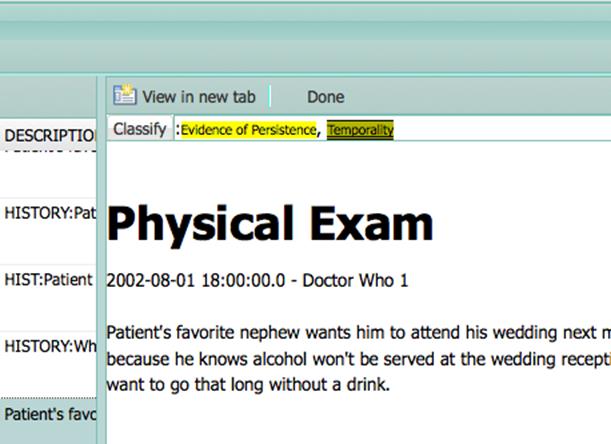 View in new tab Done
DESCRIPTIO
Classify :Evidence of Persistence, Temporality
HISTORY:Pat
Physical Exam
HIST:Patient
2002-08-01 18:00:00.0 - Doctor Who 1
HISTORY:Wh
Patient's favorite nephew wants him to attend his wedding next m
because he knows alcohol won't be served at the wedding recepti
want to go that long without a drink.
Patient's favo